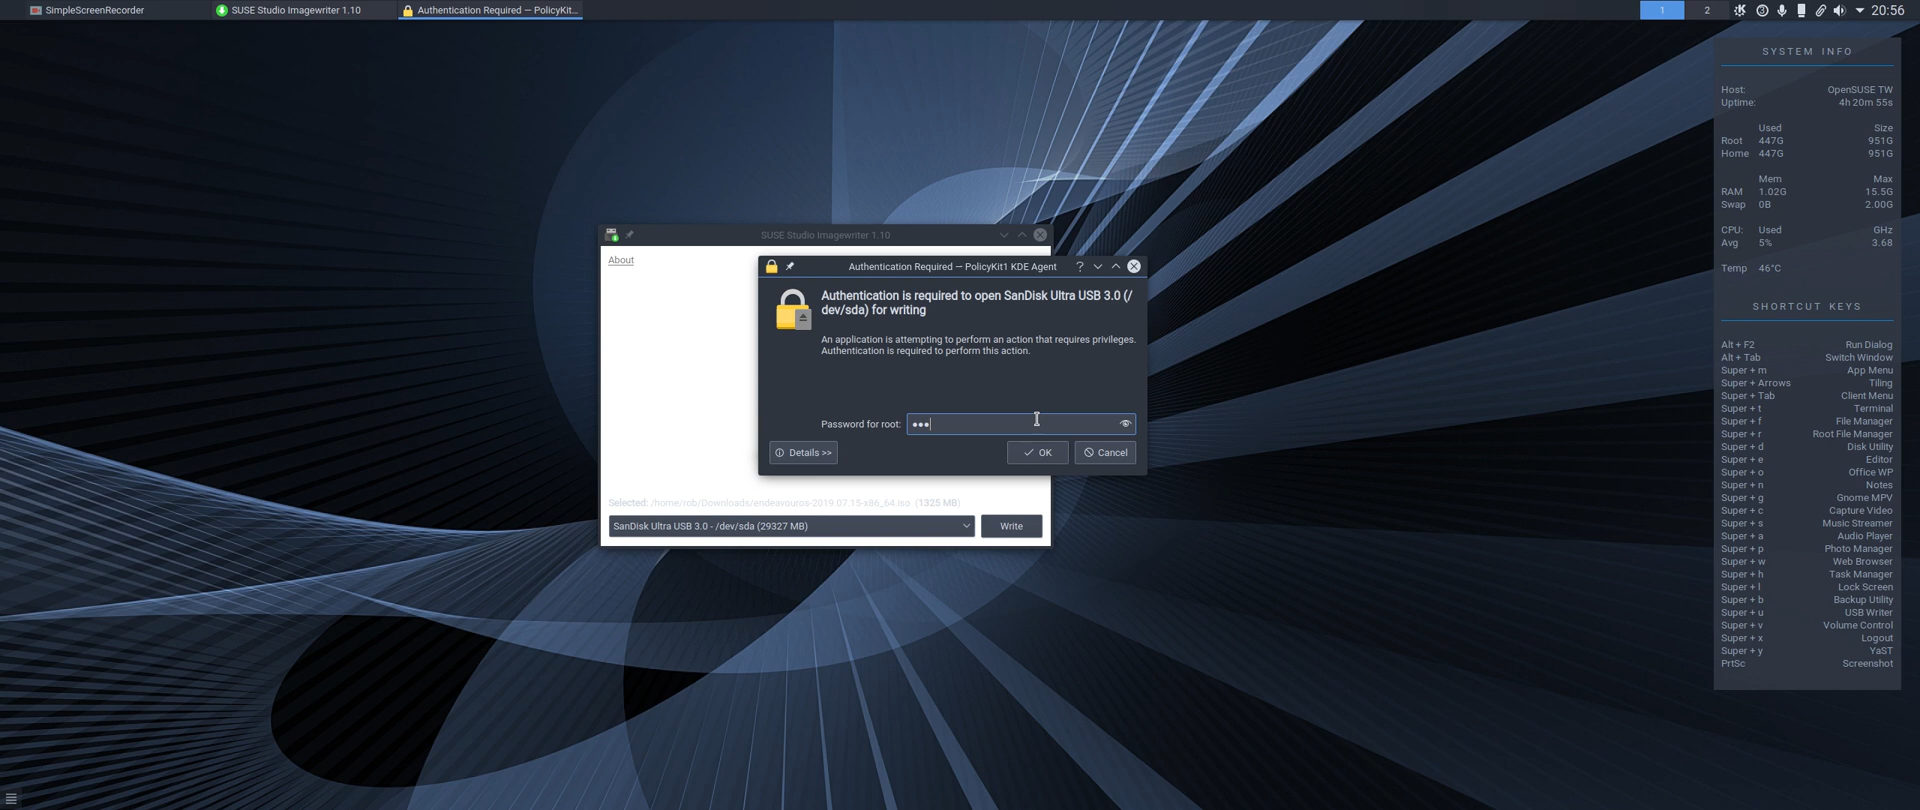 SimpleScreenRecorder
SUSE Studio Imagewriter 1.10
Authentication Required — PolicyKit...
1
2
20:56
SYSTEM INFO
Host: OpenSUSE TW
Uptime: 4h 20m 55s
Used Size
Root 447G 951G
Home 447G 951G
Mem Max
RAM 1.02G 15.5G
Swap 0B 2.00G
CPU: Used GHz
Avg 5% 3.68
Temp 46°C
SHORTCUT KEYS
Alt + F2 Run Dialog
Alt + Tab Switch Window
Super + m App Menu
Super + Arrows Tiling
Super + Tab Client Menu
Super + t Terminal
Super + f File Manager
Super + r Root File Manager
Super + d Disk Utility
Super + e Editor
Super + o Office WP
Super + n Notes
Super + g Gnome MPV
Super + c Capture Video
Super + s Music Streamer
Super + a Audio Player
Super + p Photo Manager
Super + w Web Browser
Super + h Task Manager
Super + l Lock Screen
Super + b Backup Utility
Super + u USB Writer
Super + v Volume Control
Super + x Logout
Super + y YaST
PrtSc Screenshot
SUSE Studio Imagewriter 1.10
About
Authentication Required — PolicyKit1 KDE Agent
Authentication is required to open SanDisk Ultra USB 3.0 (/
dev/sda) for writing
An application is attempting to perform an action that requires privileges.
Authentication is required to perform this action.
Password for root: •••
Details >>
OK
Cancel
Selected: /home/rob/Downloads/endeavouros-2019.07.15-x86_64.iso (1325 MB)
SanDisk Ultra USB 3.0 - /dev/sda (29327 MB)
Write